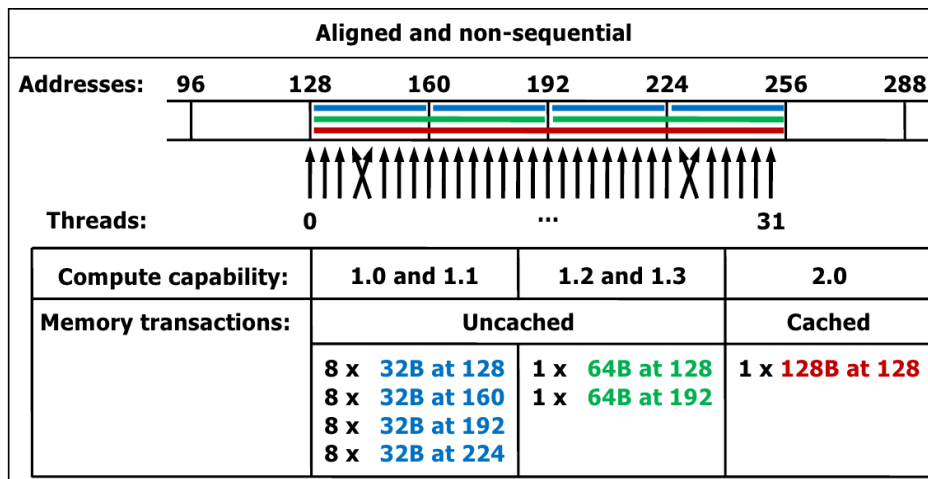 Aligned and non-sequential
Addresses: 96 128 160 192 224 256 288
Threads: 0 ... 31
Compute capability: 1.0 and 1.1 1.2 and 1.3 2.0
Memory transactions: Uncached Cached
8 x 32B at 128 1 x 64B at 128 1 x 128B at 128
8 x 32B at 160 1 x 64B at 192
8 x 32B at 192
8 x 32B at 224